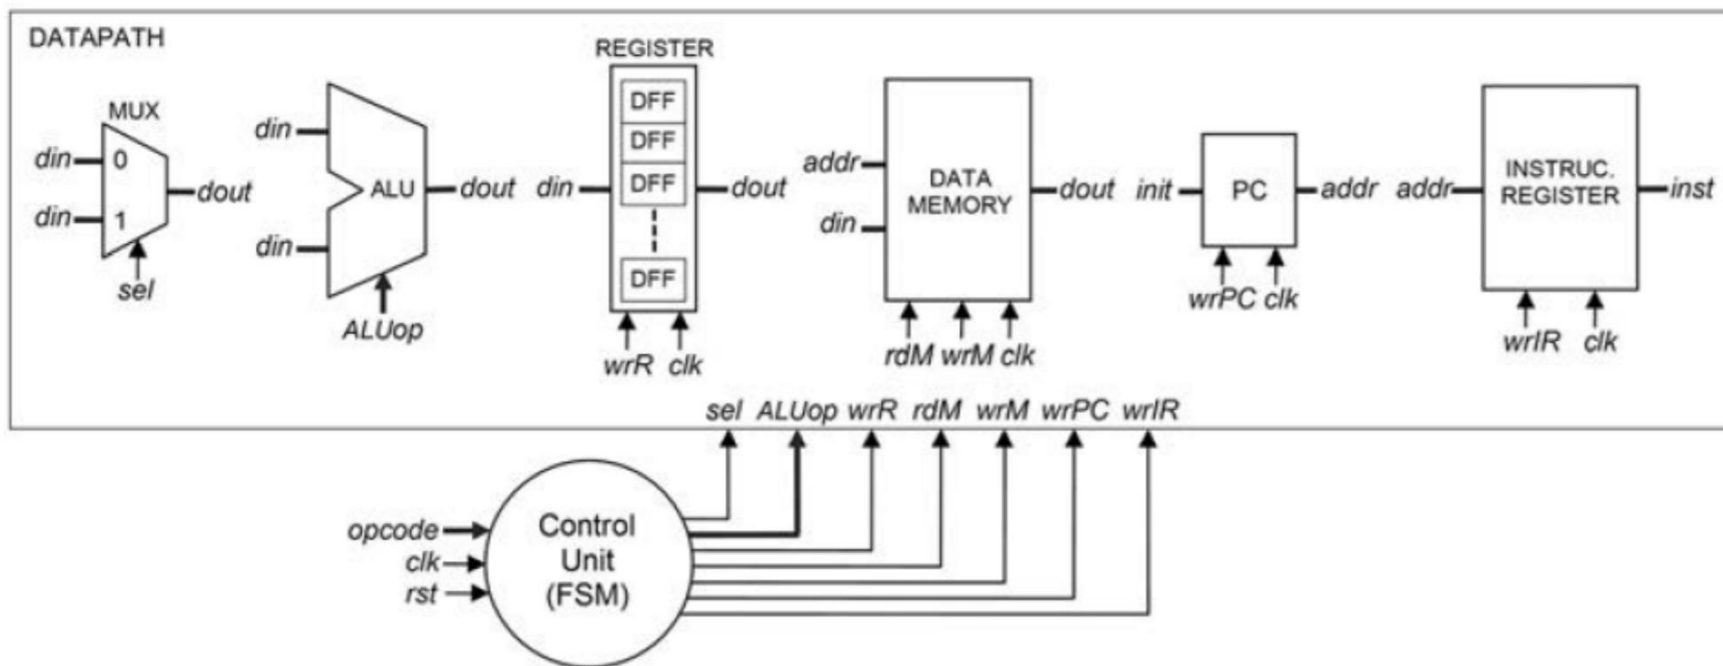 DATAPATH
MUX
din
0
din
1
dout
sel
din
din
ALU
dout
ALUop
REGISTER
DFF
DFF
DFF
DFF
din
dout
wrR clk
addr
din
DATA
MEMORY
dout
rdM wrM clk
init
PC
addr
wrPC clk
addr
INSTRUC.
REGISTER
inst
wrIR clk
sel ALUop wrR rdM wrM wrPC wrIR
opcode
clk
rst
Control
Unit
(FSM)